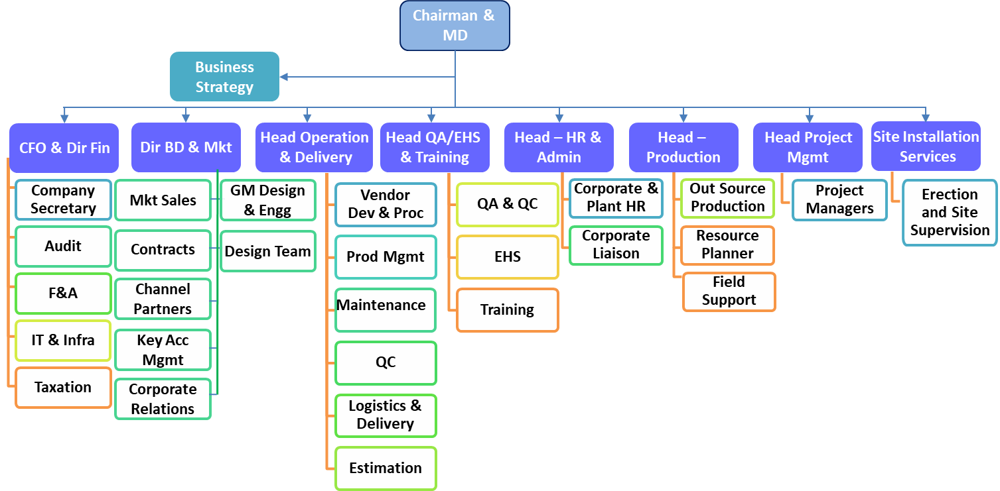 Chairman &
MD
Business
Strategy
CFO & Dir Fin
Company
Secretary
Audit
F&A
IT & Infra
Taxation
Dir BD & Mkt
Mkt Sales
Contracts
Channel
Partners
Key Acc
Mgmt
Corporate
Relations
GM Design
& Engg
Design Team
Head Operation
& Delivery
Vendor
Dev & Proc
Prod Mgmt
Maintenance
QC
Logistics &
Delivery
Estimation
Head QA/EHS
& Training
QA & QC
EHS
Training
Head – HR &
Admin
Corporate &
Plant HR
Corporate
Liaison
Head –
Production
Out Source
Production
Resource
Planner
Field
Support
Head Project
Mgmt
Project
Managers
Site Installation
Services
Erection
and Site
Supervision